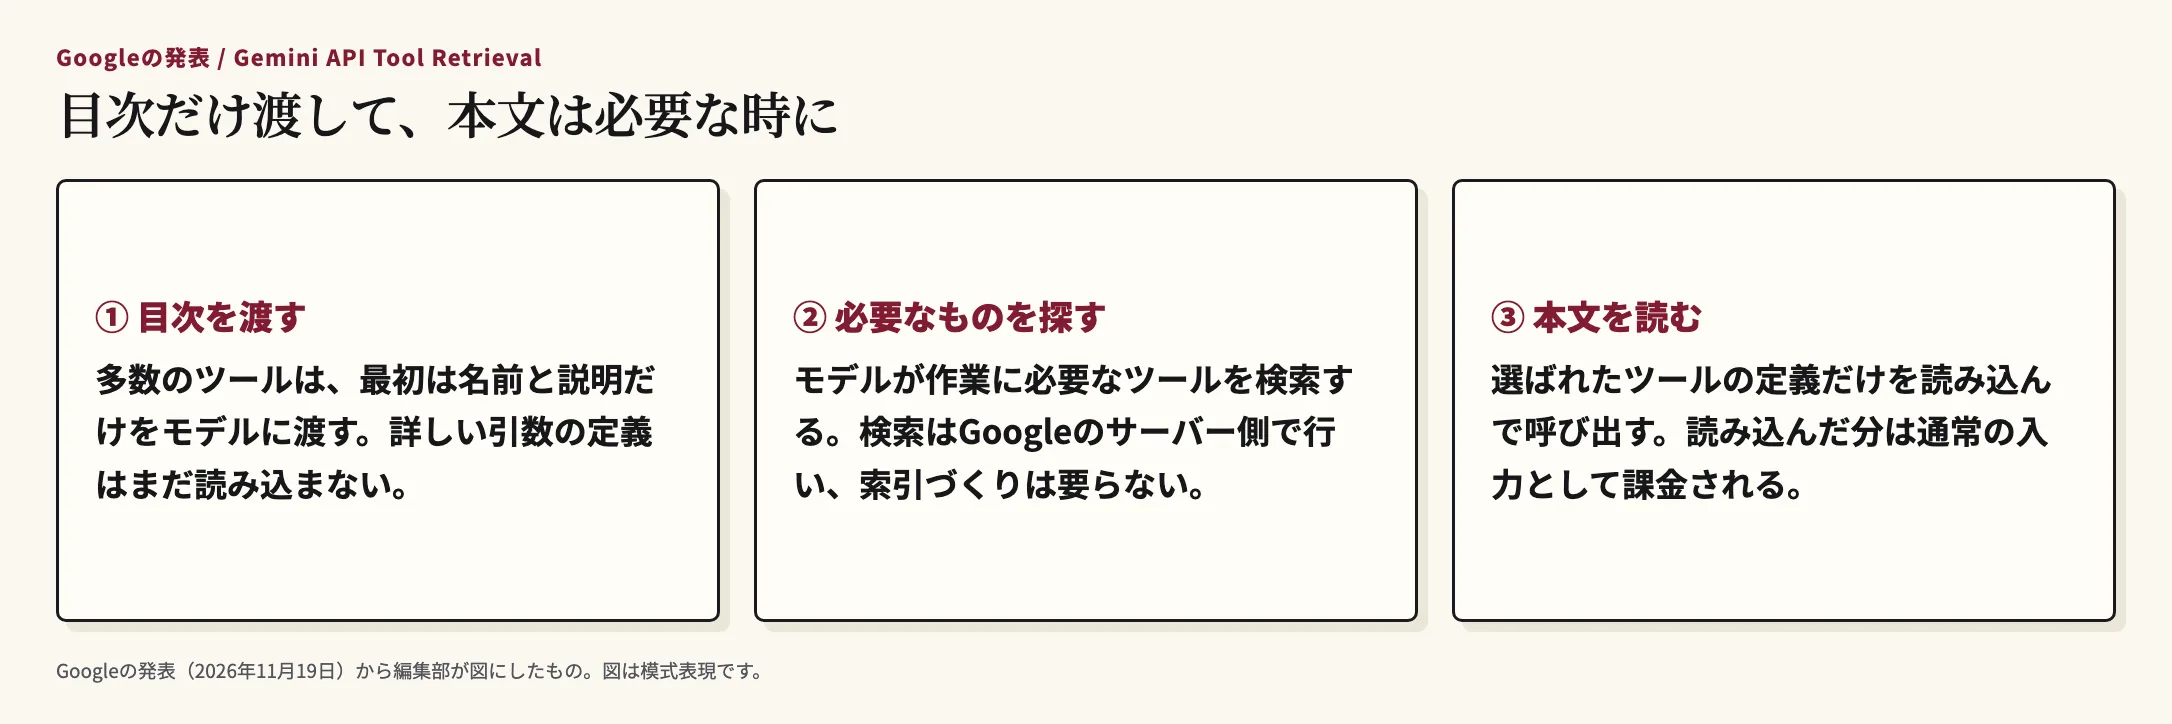 Googleの発表 / Gemini API Tool Retrieval
目次だけ渡して、本文は必要な時に
① 目次を渡す
多数のツールは、最初は名前と説明だ
けをモデルに渡す。詳しい引数の定義
はまだ読み込まない。
② 必要なものを探す
モデルが作業に必要なツールを検索す
る。検索はGoogleのサーバー側で行
い、索引づくりは要らない。
③ 本文を読む
選ばれたツールの定義だけを読み込ん
で呼び出す。読み込んだ分は通常の入
力として課金される。
Googleの発表（2026年11月19日）から編集部が図にしたもの。図は模式表現です。